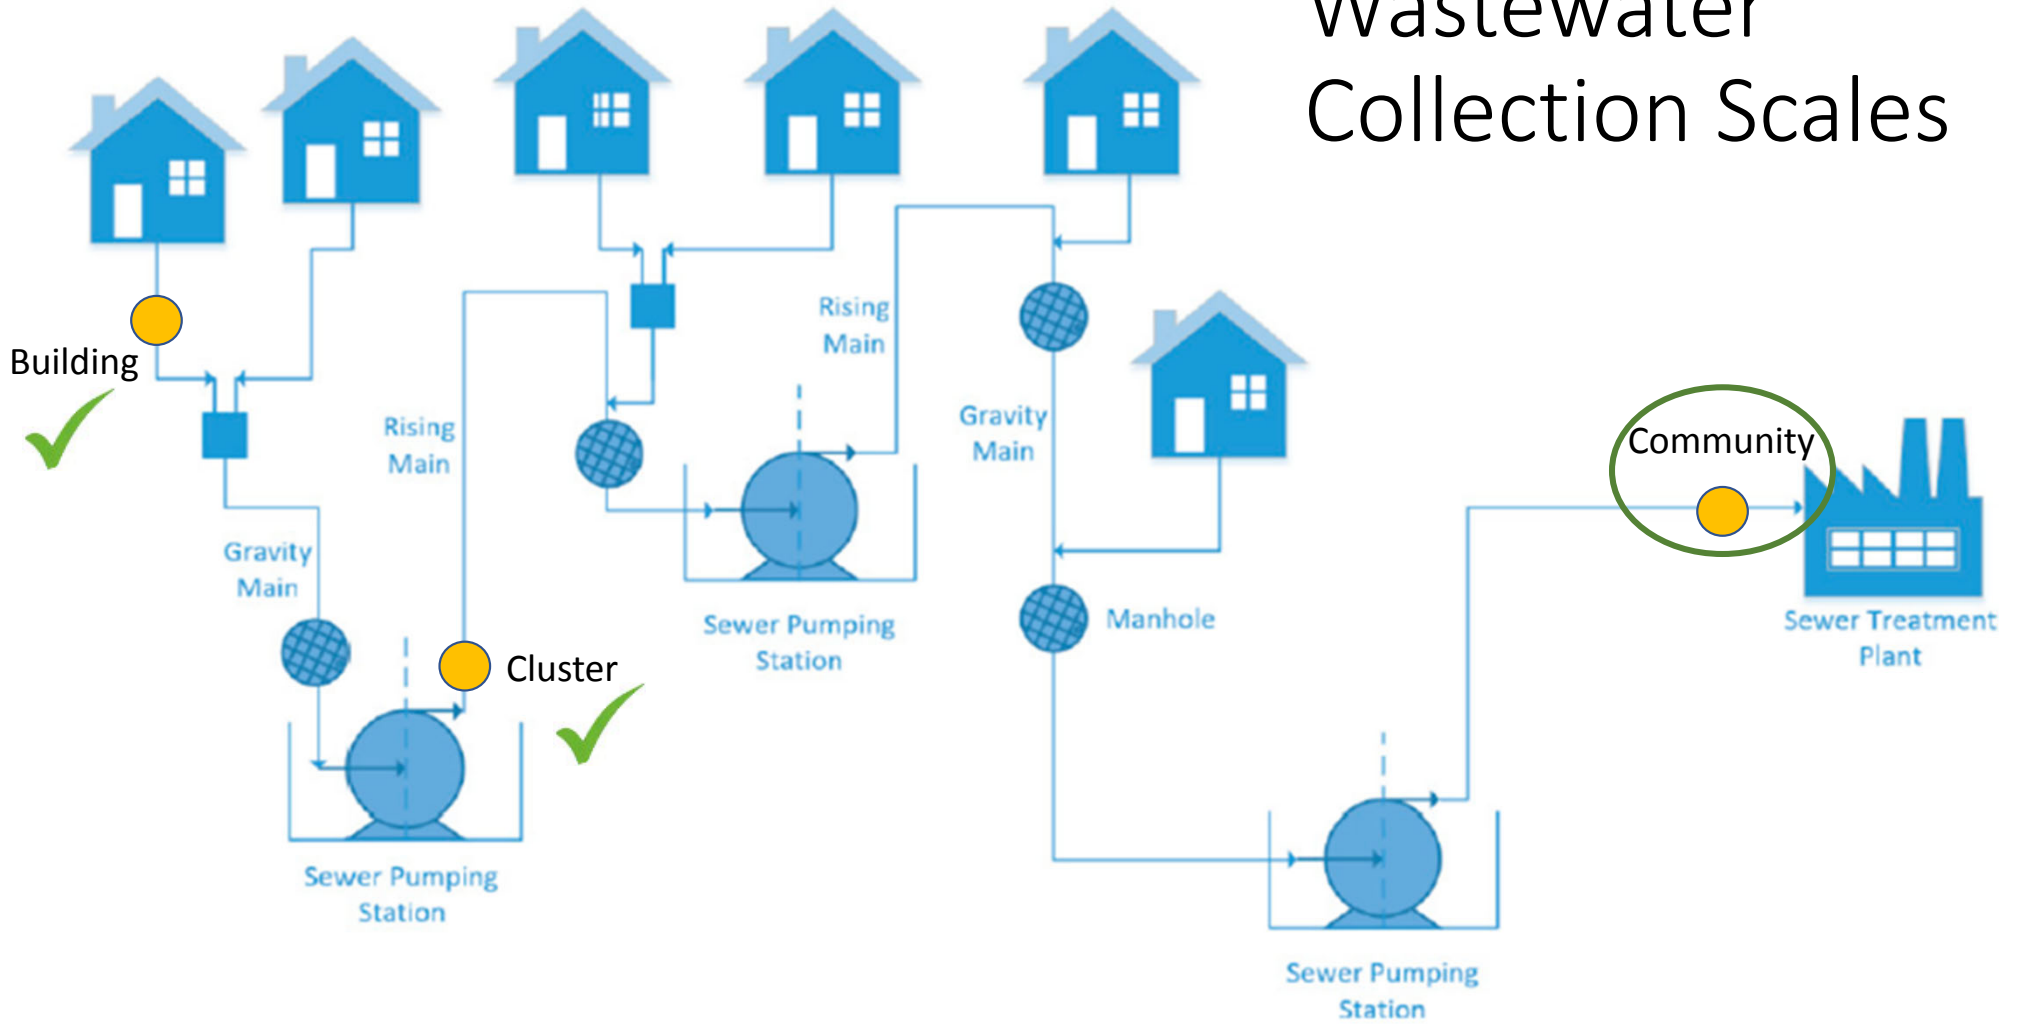 Wastewater
Collection Scales
Building
Rising
Main
Rising
Main
Gravity
Main
Community
Gravity
Main
Manhole
Sewer Treatment
Plant
Sewer Pumping
Station
Cluster
Sewer Pumping
Station
Sewer Pumping
Station